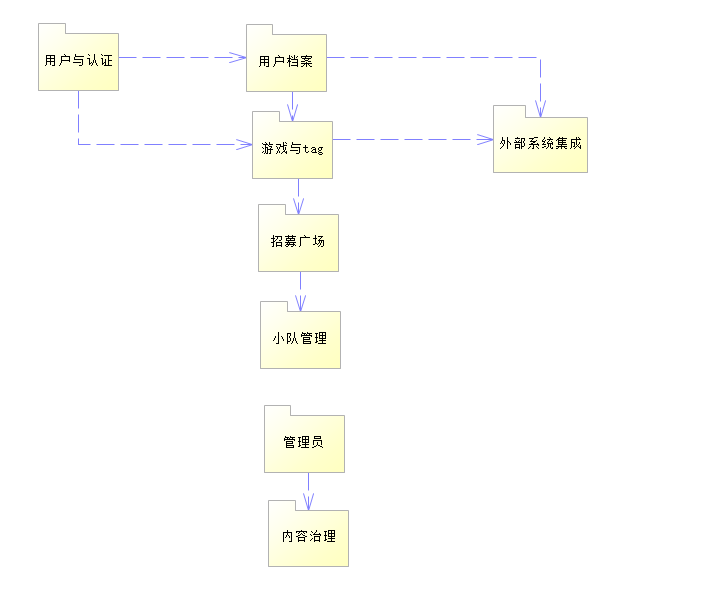 用户与认证
用户档案
游戏与tag
外部系统集成
招募广场
小队管理
管理员
内容治理